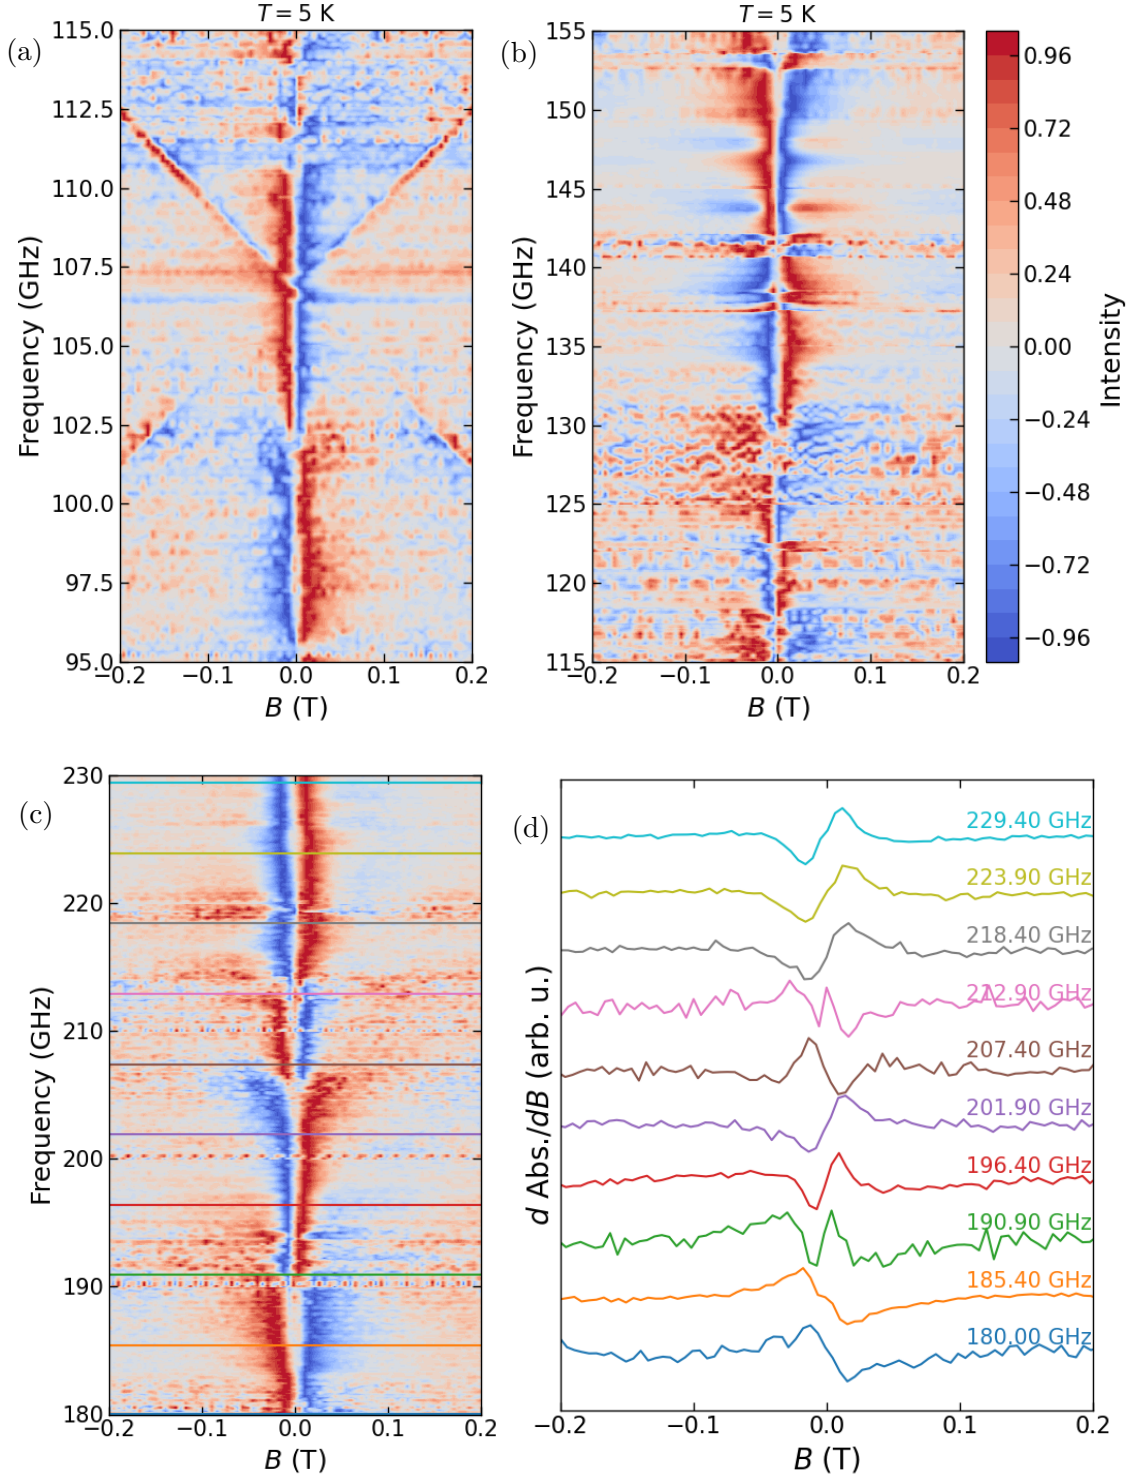 T = 5 K
(a)
115.0
112.5
110.0
107.5
105.0
102.5
100.0
97.5
95.0
Frequency (GHz)
−0.2
−0.1
0.0
0.1
0.2
B (T)
T = 5 K
(b)
155
150
145
140
135
130
125
120
115
Frequency (GHz)
−0.2
−0.1
0.0
0.1
0.2
B (T)
0.96
0.72
0.48
0.24
0.00
−0.24
−0.48
−0.72
−0.96
Intensity
(c)
230
220
210
200
190
180
Frequency (GHz)
−0.2
−0.1
0.0
0.1
0.2
B (T)
(d)
d Abs./dB (arb. u.)
229.40 GHz
223.90 GHz
218.40 GHz
212.90 GHz
207.40 GHz
201.90 GHz
196.40 GHz
190.90 GHz
185.40 GHz
180.00 GHz
−0.2
−0.1
0.0
0.1
0.2
B (T)